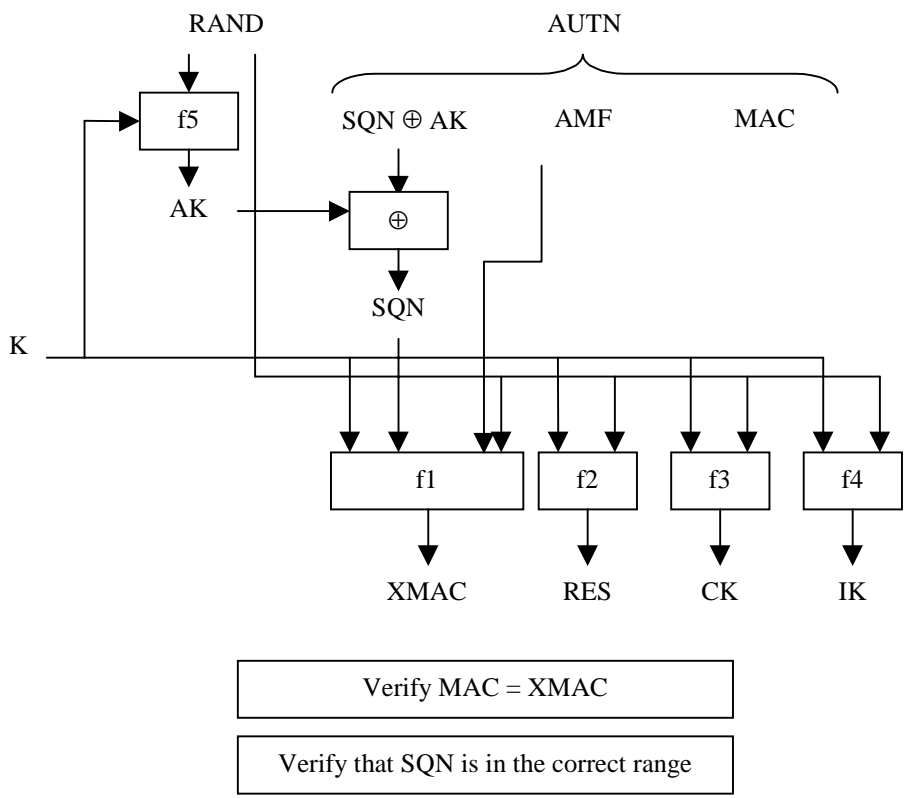 RAND AUTN
f5 SQN ⊕ AK AMF MAC
AK ⊕
SQN
K
f1 f2 f3 f4
XMAC RES CK IK
Verify MAC = XMAC
Verify that SQN is in the correct range